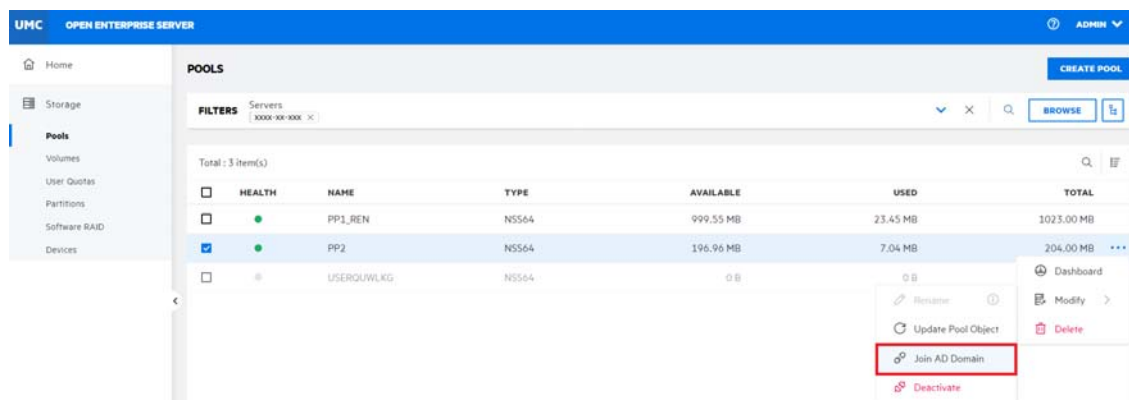 UMC OPEN ENTERPRISE SERVER ADMIN
Home
Storage
Pools
Volumes
User Quotas
Partitions
Software RAID
Devices
POOLS CREATE POOL
FILTERS Servers
xxxx-xx-xxx BROWSE
Total : 3 item(s)
HEALTH NAME TYPE AVAILABLE USED TOTAL
PP1_REN NSS64 999.55 MB 23.45 MB 1023.00 MB
PP2 NSS64 196.96 MB 7.04 MB 204.00 MB
USERQUWLKG NSS64 0 B 0 B
Dashboard
Modify
Delete
Rename
Update Pool Object
Join AD Domain
Deactivate